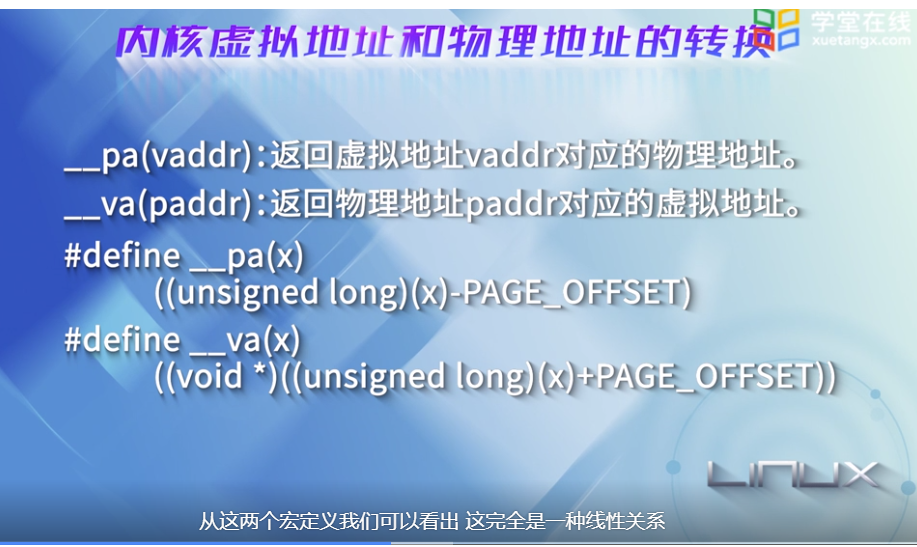 内核虚拟地址和物理地址的转换
学堂在线
xuetangx.com
__pa(vaddr):返回虚拟地址vaddr对应的物理地址。
__va(paddr):返回物理地址paddr对应的虚拟地址。
#define __pa(x)
((unsigned long)(x)-PAGE_OFFSET)
#define __va(x)
((void *)((unsigned long)(x)+PAGE_OFFSET))
LINUX
从这两个宏定义我们可以看出 这完全是一种线性关系